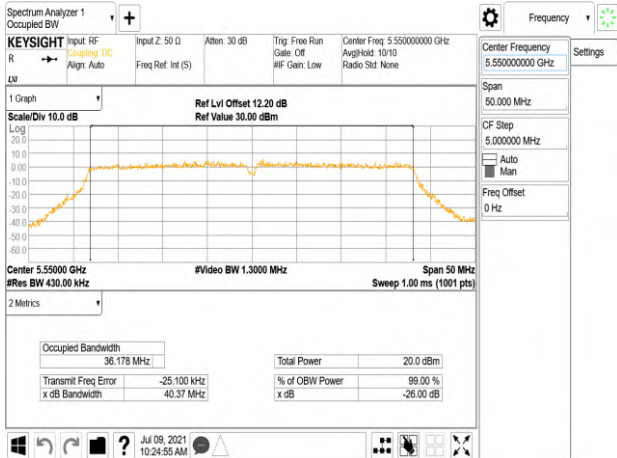 Spectrum Analyzer 1
Occupied BW
Frequency
KEYSIGHT Input: RF Input Z: 50 Ω Atten: 30 dB Trig: Free Run Center Freq: 5.550000000 GHz
R Coupling: DC Gate: Off Avg|Hold: 10/10
Align: Auto Freq Ref: Int (S) #IF Gain: Low Radio Std: None
LXI
Center Frequency
5.550000000 GHz
Settings
Span
50.000 MHz
CF Step
5.000000 MHz
Auto
Man
Freq Offset
0 Hz
1 Graph
Ref Lvl Offset 12.20 dB
Scale/Div 10.0 dB Ref Value 30.00 dBm
Log
20.0
10.0
0.00
-10.0
-20.0
-30.0
-40.0
-50.0
-60.0
Center 5.55000 GHz #Video BW 1.3000 MHz Span 50 MHz
#Res BW 430.00 kHz Sweep 1.00 ms (1001 pts)
2 Metrics
Occupied Bandwidth
36.178 MHz Total Power 20.0 dBm
Transmit Freq Error -25.100 kHz % of OBW Power 99.00 %
x dB Bandwidth 40.37 MHz x dB -26.00 dB
? Jul 09, 2021
10:24:55 AM